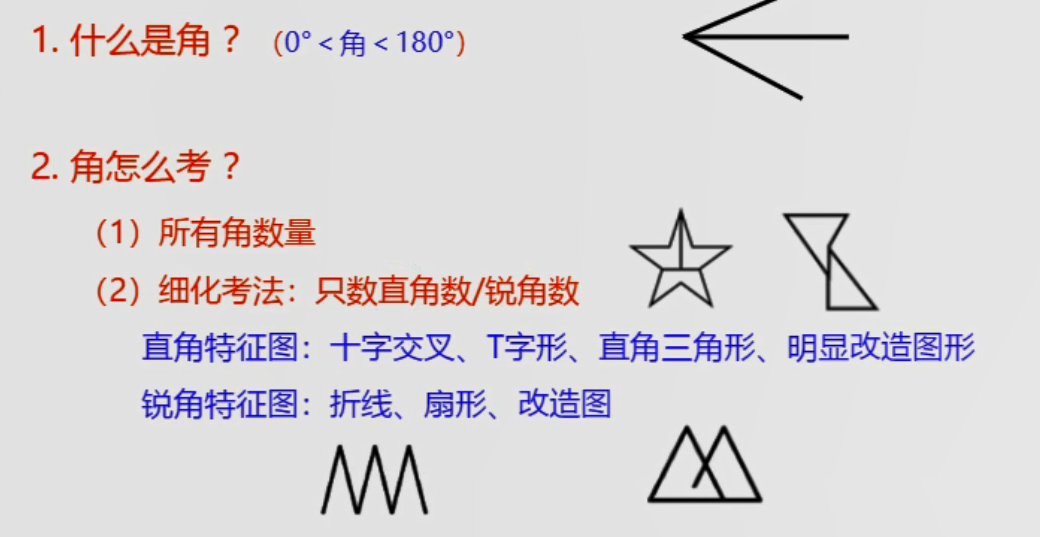 1. 什么是角？（0°＜角＜180°）
2. 角怎么考？
（1）所有角数量
（2）细化考法：只数直角数/锐角数
直角特征图：十字交叉、T字形、直角三角形、明显改造图形
锐角特征图：折线、扇形、改造图